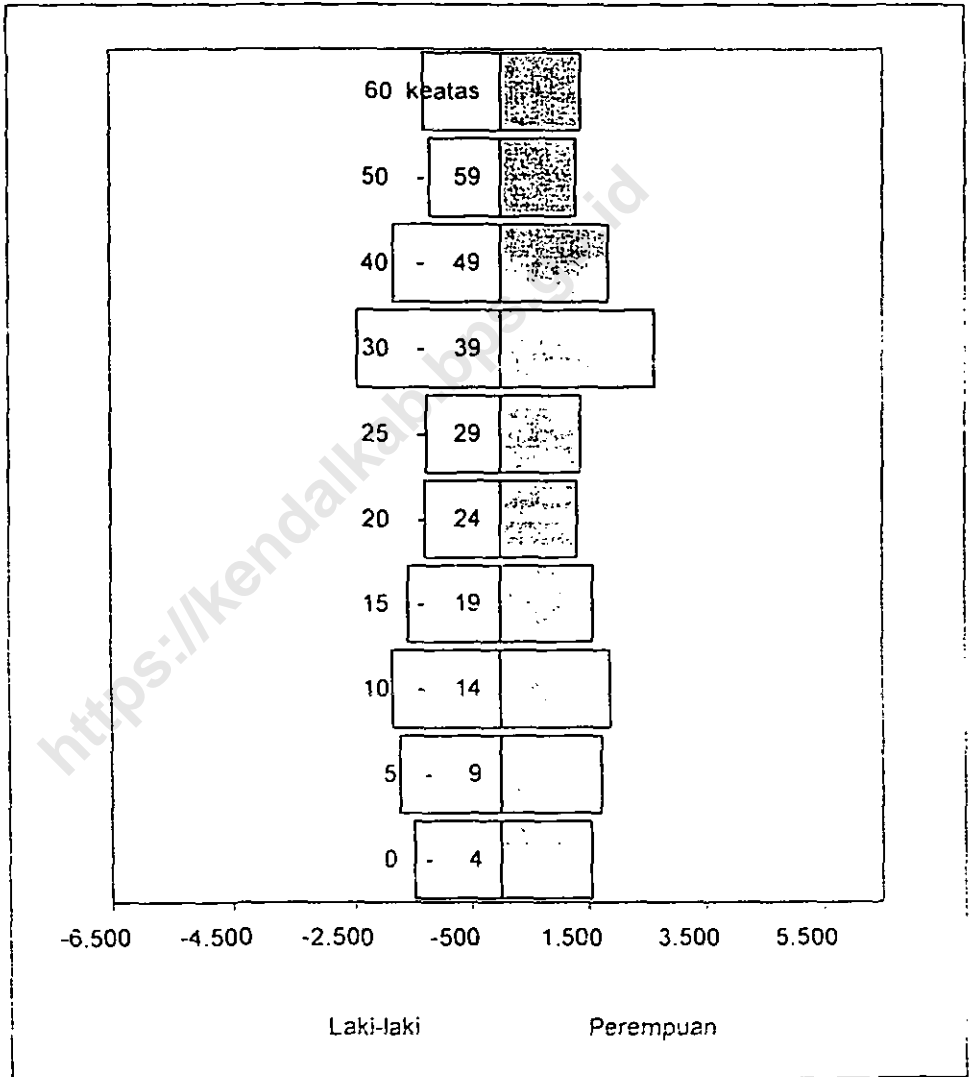 60 keatas
50 - 59
40 - 49
30 - 39
25 - 29
20 - 24
15 - 19
10 - 14
5 - 9
0 - 4
-6.500 -4.500 -2.500 -500 1.500 3.500 5.500
Laki-laki Perempuan
https://kendalkab.bps.go.id